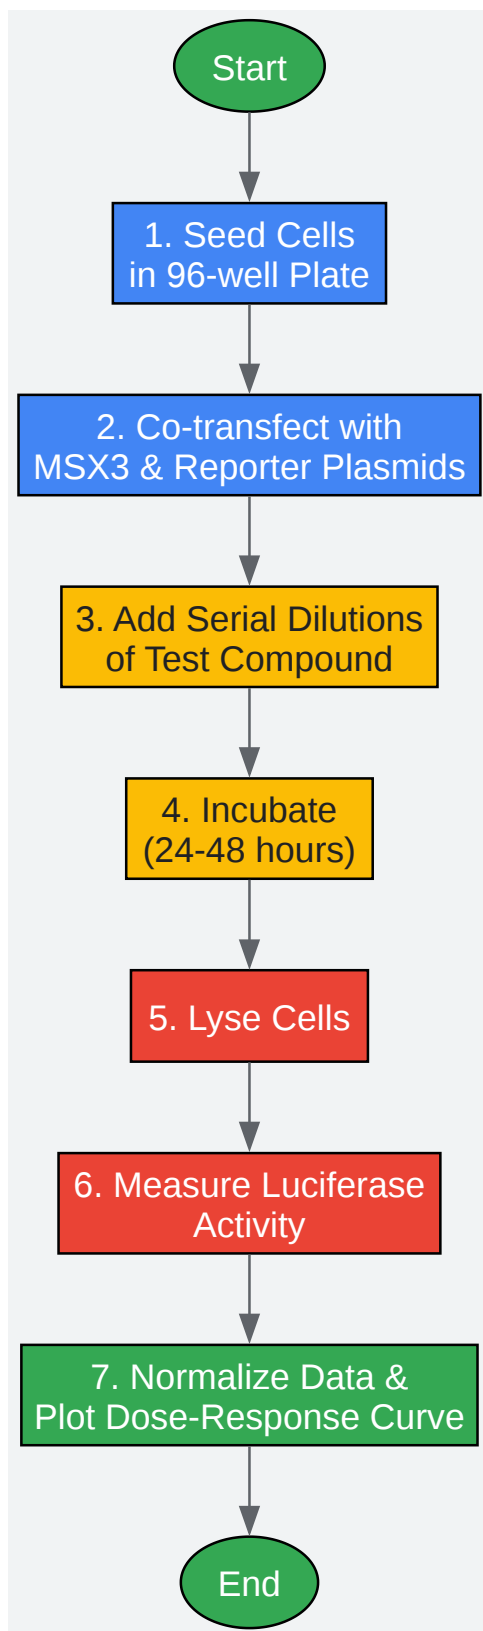 Start
1. Seed Cells
in 96-well Plate
2. Co-transfect with
MSX3 & Reporter Plasmids
3. Add Serial Dilutions
of Test Compound
4. Incubate
(24-48 hours)
5. Lyse Cells
6. Measure Luciferase
Activity
7. Normalize Data &
Plot Dose-Response Curve
End